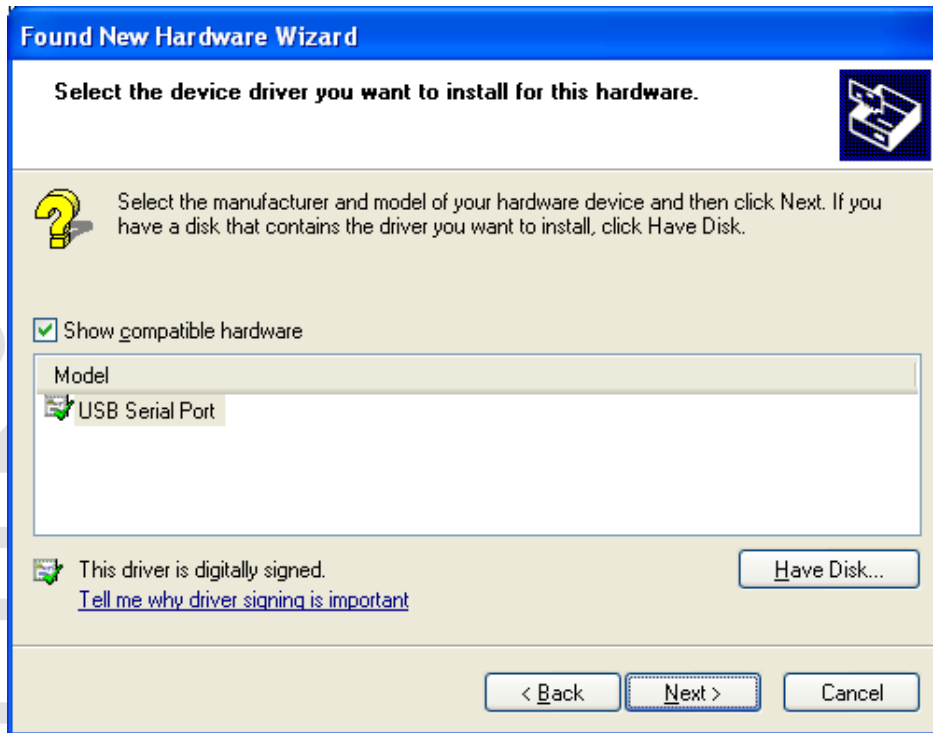 Found New Hardware Wizard
Select the device driver you want to install for this hardware.
Select the manufacturer and model of your hardware device and then click Next. If you
have a disk that contains the driver you want to install, click Have Disk.
Show compatible hardware
Model
USB Serial Port
This driver is digitally signed.
Have Disk...
Tell me why driver signing is important
< Back
Next >
Cancel